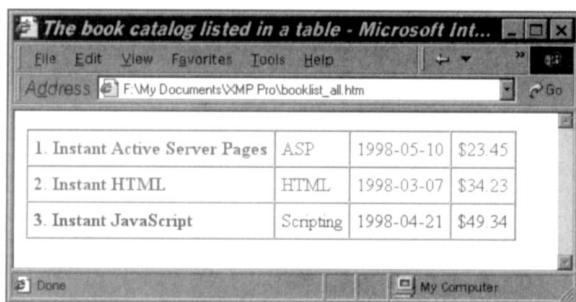 The book catalog listed in a table - Microsoft Int...
File Edit View Favorites Tools Help »
Address F:\My Documents\XMP Pro\booklist_all.htm Go
1. Instant Active Server Pages ASP 1998-05-10 $23.45
2. Instant HTML HTML 1998-03-07 $34.23
3. Instant JavaScript Scripting 1998-04-21 $49.34
Done My Computer